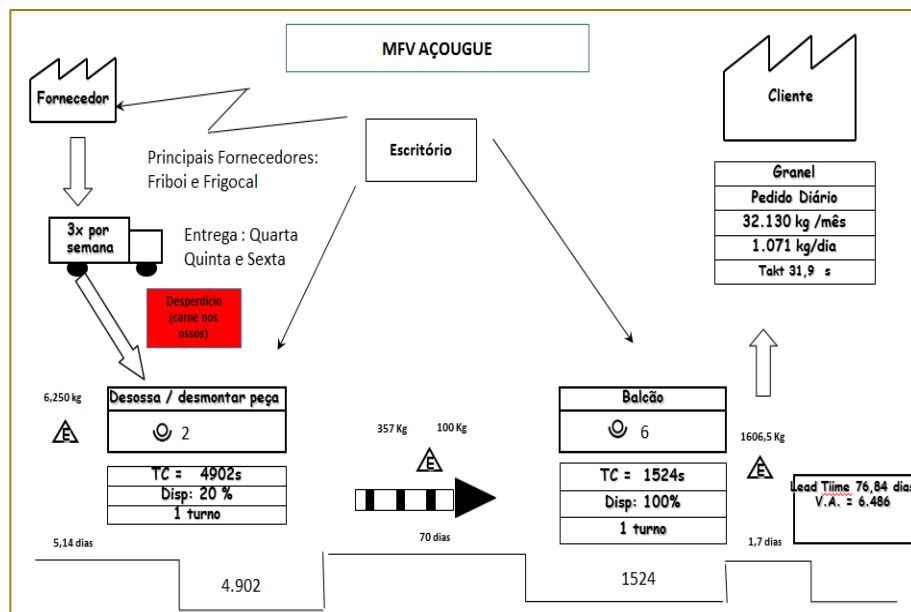 MFV AÇOUGUE
Fornecedor
Cliente
Escritório
Principais Fornecedores:
Friboi e Frigocal
Granel
Pedido Diário
32.130 kg /mês
1.071 kg/dia
Takt 31,9 s
3x por
semana
Entrega : Quarta
Quinta e Sexta
Desperdício
(carne nos
ossos)
6,250 kg
E
Desossa / desmontar peça
2
TC = 4902s
Disp: 20 %
1 turno
357 Kg 100 Kg
E
Balcão
6
TC = 1524s
Disp: 100%
1 turno
1606,5 Kg
E
Lead Tiime 76,84 dias
V.A. = 6.486
5,14 dias
4.902
70 dias
1524
1,7 dias